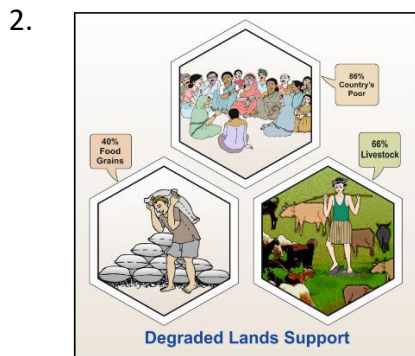 2.
86%
Country's
Poor
40%
Food
Grains
66%
Livestock
Degraded Lands Support